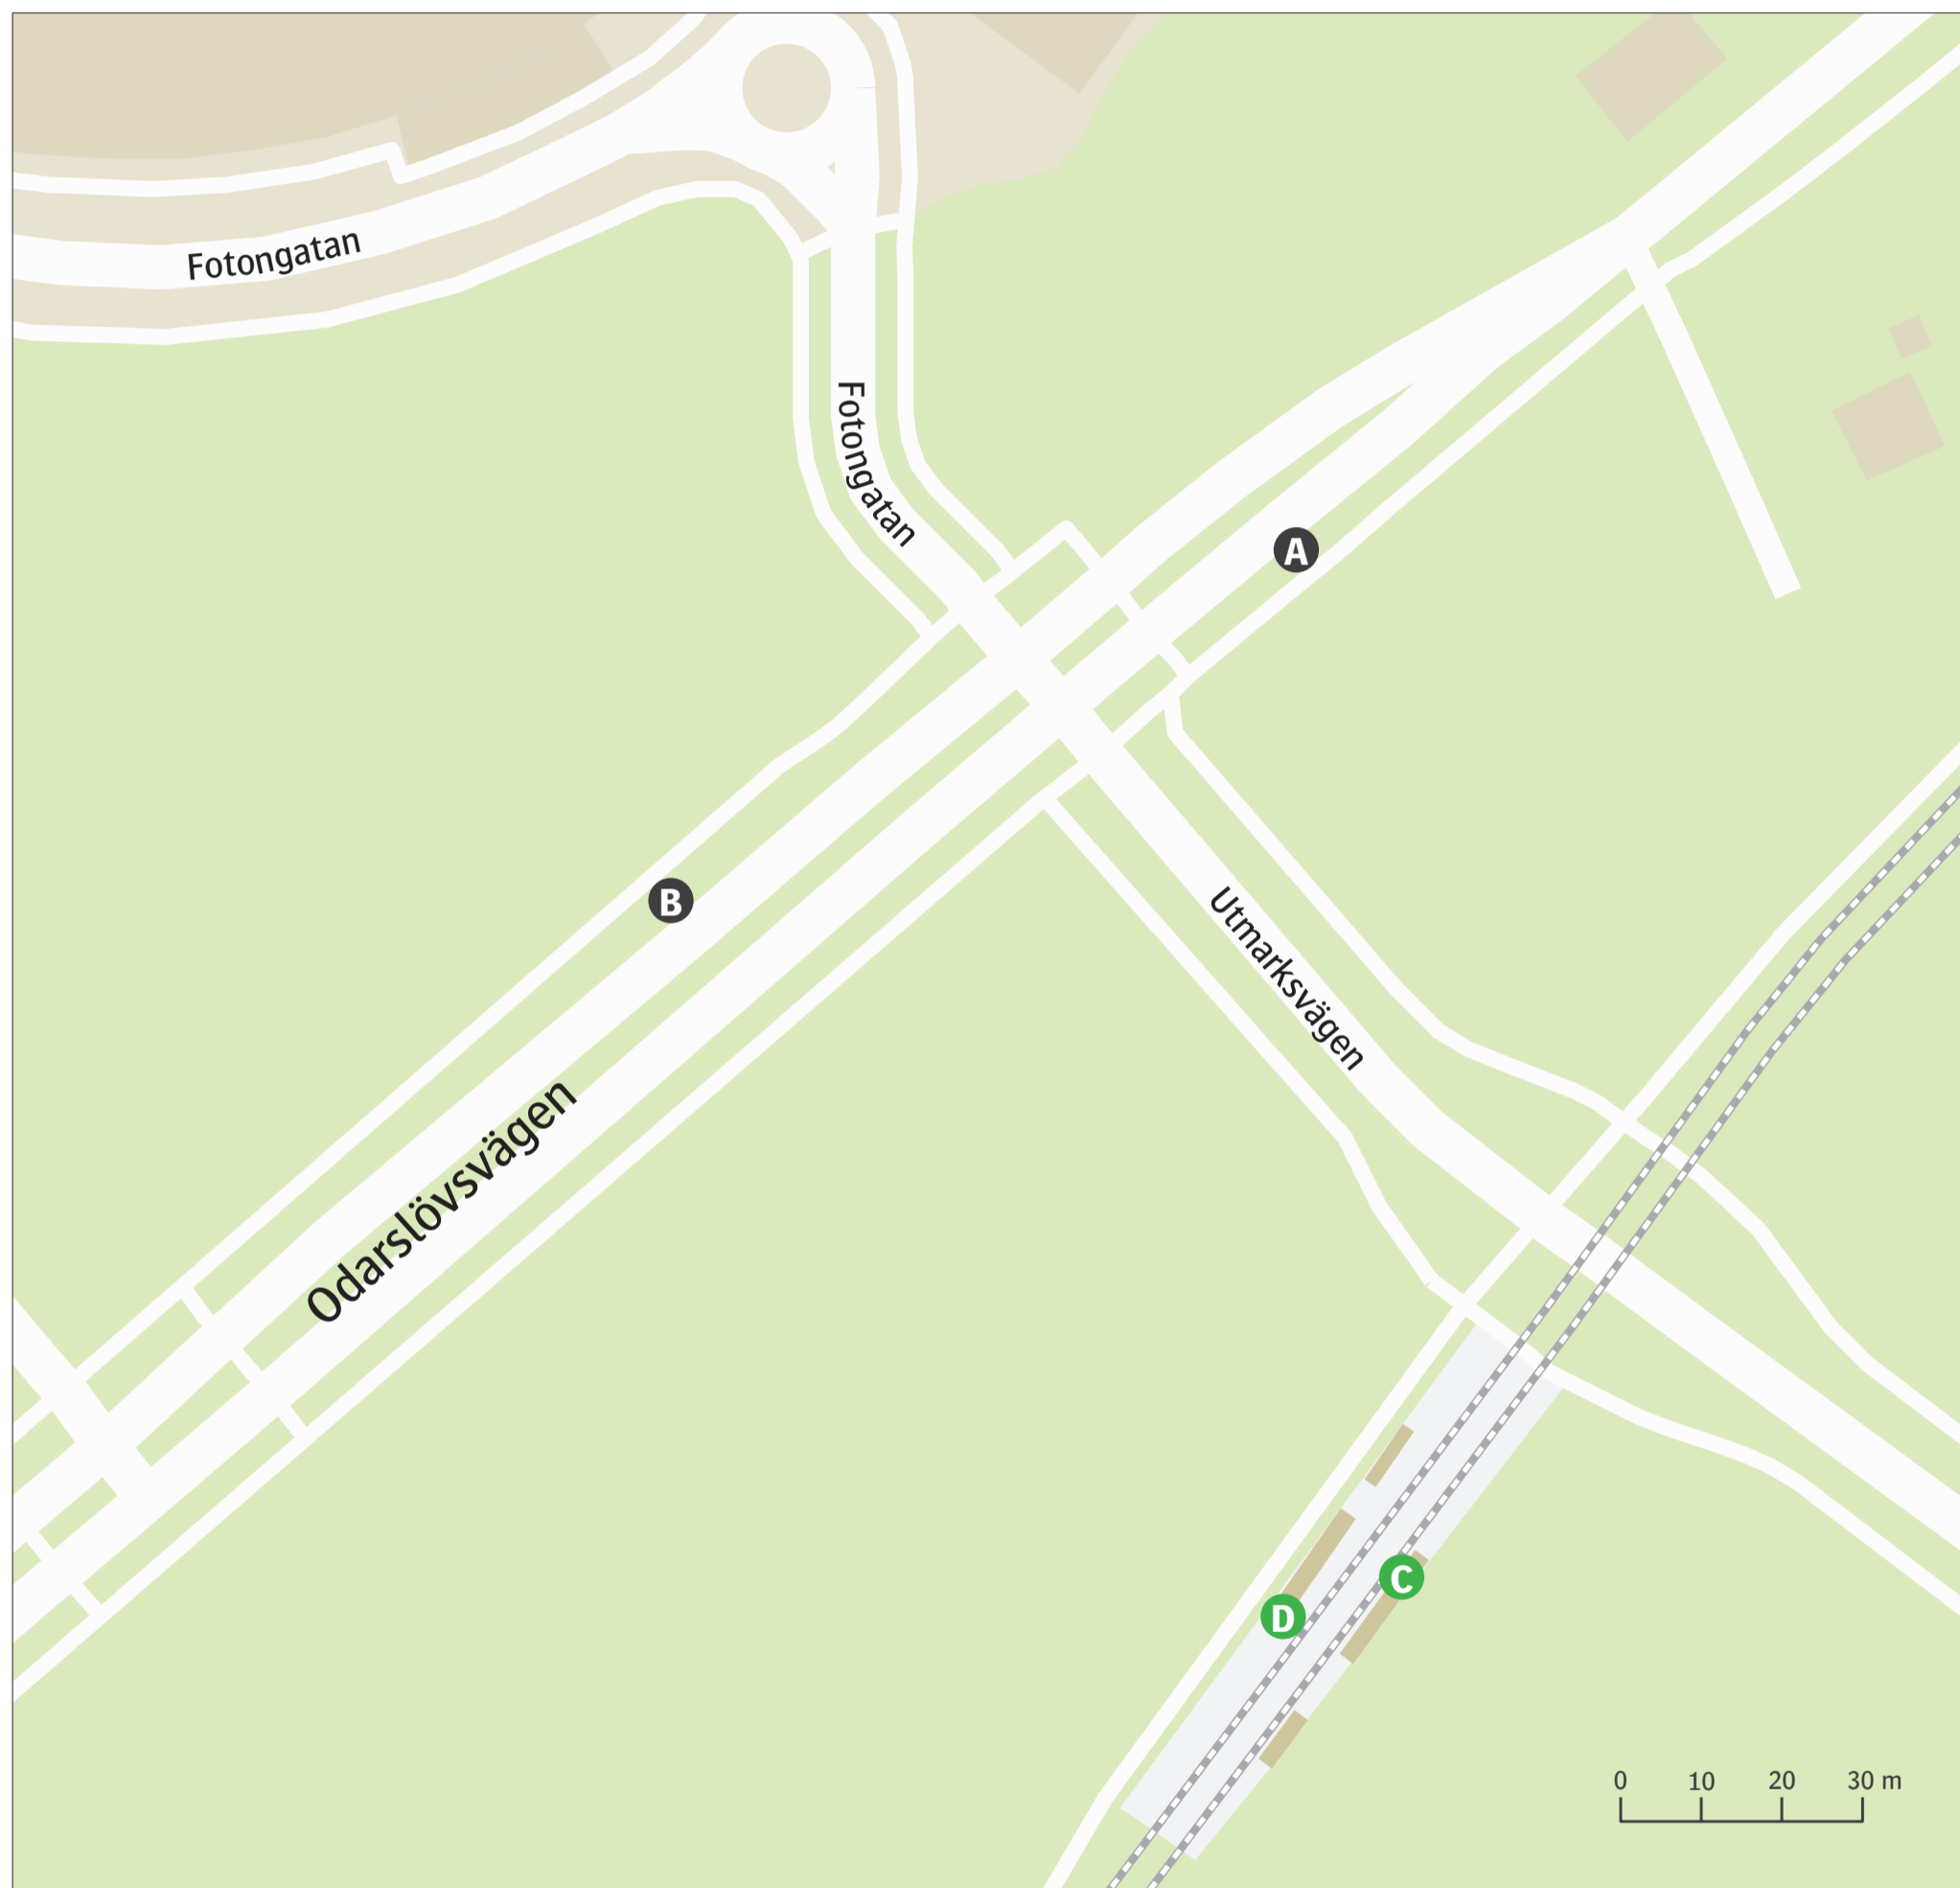 Fotongatan
Fotongatan
A
B
Utmarksvägen
Odarslövsvägen
C
D
0 10 20 30 m